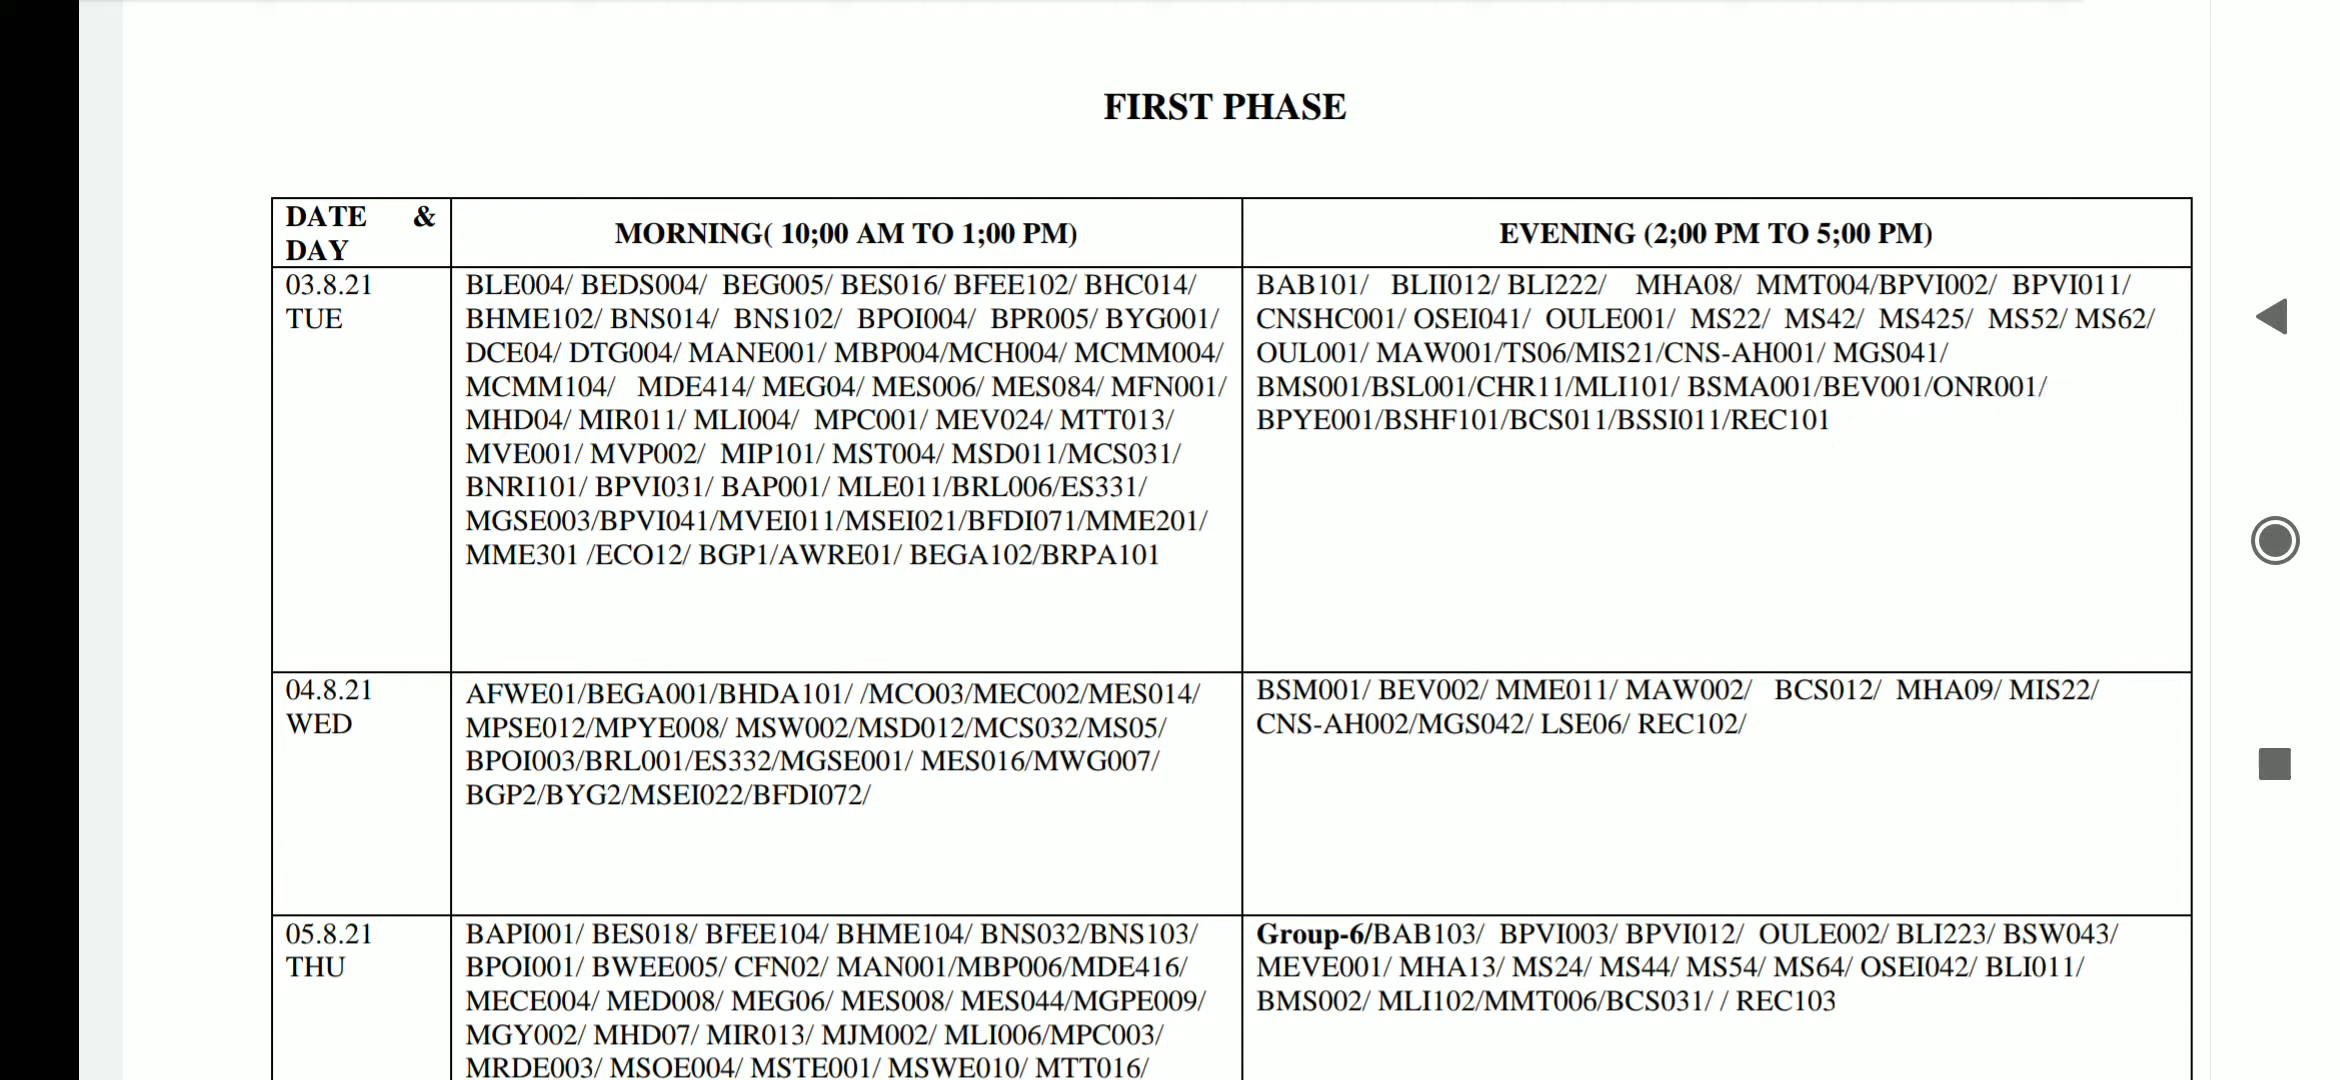 FIRST PHASE
DATE &
DAY
MORNING( 10;00 AM TO 1;00 PM)
EVENING (2;00 PM TO 5;00 PM)
03.8.21
TUE
BLE004/ BEDS004/ BEG005/ BES016/ BFEE102/ BHC014/
BHME102/ BNS014/ BNS102/ BPOI004/ BPR005/ BYG001/
DCE04/ DTG004/ MANE001/ MBP004/MCH004/ MCMM004/
MCMM104/ MDE414/ MEG04/ MES006/ MES084/ MFN001/
MHD04/ MIR011/ MLI004/ MPC001/ MEV024/ MTT013/
MVE001/ MVP002/ MIP101/ MST004/ MSD011/MCS031/
BNRI101/ BPVI031/ BAP001/ MLE011/BRL006/ES331/
MGSE003/BPVI041/MVEI011/MSEI021/BFDI071/MME201/
MME301 /ECO12/ BGP1/AWRE01/ BEGA102/BRPA101
BAB101/ BLII012/ BLI222/ MHA08/ MMT004/BPVI002/ BPVI011/
CNSHC001/ OSEI041/ OULE001/ MS22/ MS42/ MS425/ MS52/ MS62/
OUL001/ MAW001/TS06/MIS21/CNS-AH001/ MGS041/
BMS001/BSL001/CHR11/MLI101/ BSMA001/BEV001/ONR001/
BPYE001/BSHF101/BCS011/BSSI011/REC101
04.8.21
WED
AFWE01/BEGA001/BHDA101/ /MCO03/MEC002/MES014/
MPSE012/MPYE008/ MSW002/MSD012/MCS032/MS05/
BPOI003/BRL001/ES332/MGSE001/ MES016/MWG007/
BGP2/BYG2/MSEI022/BFDI072/
BSM001/ BEV002/ MME011/ MAW002/ BCS012/ MHA09/ MIS22/
CNS-AH002/MGS042/ LSE06/ REC102/
05.8.21
THU
BAPI001/ BES018/ BFEE104/ BHME104/ BNS032/BNS103/
BPOI001/ BWEE005/ CFN02/ MAN001/MBP006/MDE416/
MECE004/ MED008/ MEG06/ MES008/ MES044/MGPE009/
MGY002/ MHD07/ MIR013/ MJM002/ MLI006/MPC003/
MRDE003/ MSOE004/ MSTE001/ MSWE010/ MTT016/
Group-6/BAB103/ BPVI003/ BPVI012/ OULE002/ BLI223/ BSW043/
MEVE001/ MHA13/ MS24/ MS44/ MS54/ MS64/ OSEI042/ BLI011/
BMS002/ MLI102/MMT006/BCS031/ / REC103